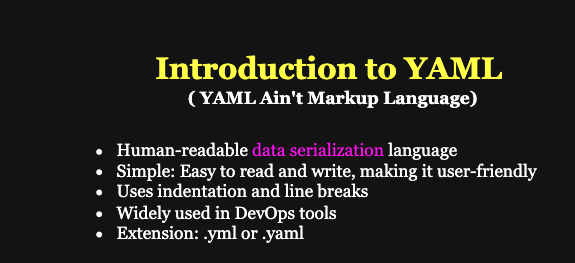 Introduction to YAML
( YAML Ain't Markup Language)
• Human-readable data serialization language
• Simple: Easy to read and write, making it user-friendly
• Uses indentation and line breaks
• Widely used in DevOps tools
• Extension: .yml or .yaml